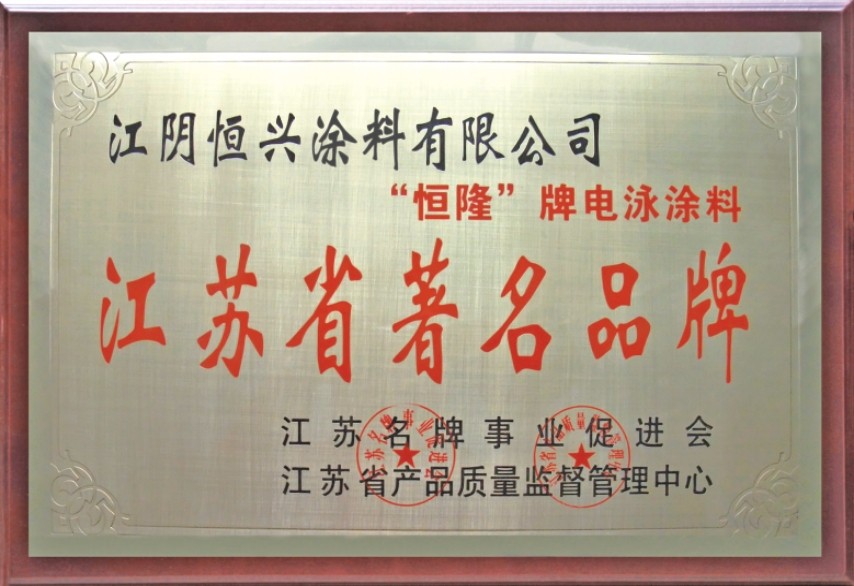 江阴恒兴涂料有限公司
“恒隆”牌电泳涂料
江苏省著名品牌
江苏名牌事业促进会
江苏省产品质量监督管理中心